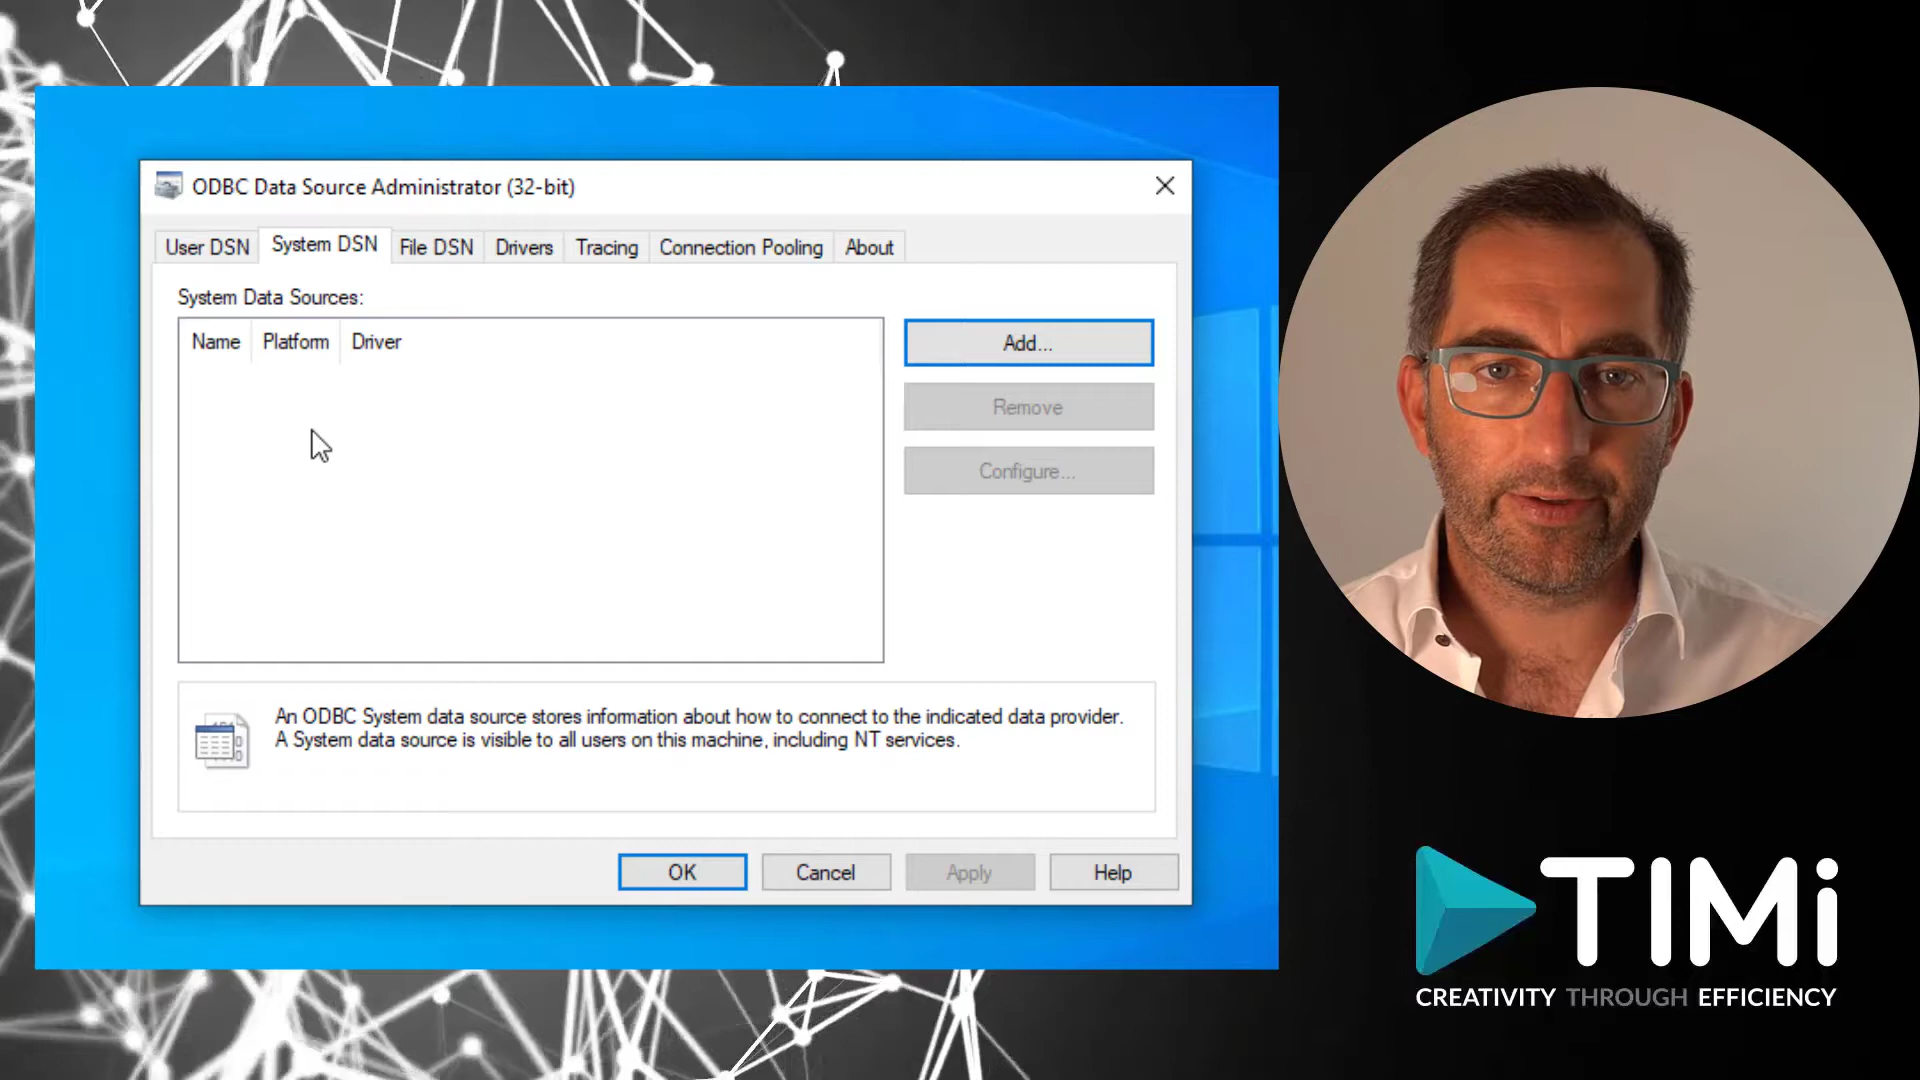 ODBC Data Source Administrator (32-bit)
User DSN System DSN File DSN Drivers Tracing Connection Pooling About
System Data Sources:
Name Platform Driver
Add...
Remove
Configure...
An ODBC System data source stores information about how to connect to the indicated data provider.
A System data source is visible to all users on this machine, including NT services.
OK Cancel Apply Help
TIMi
CREATIVITY THROUGH EFFICIENCY